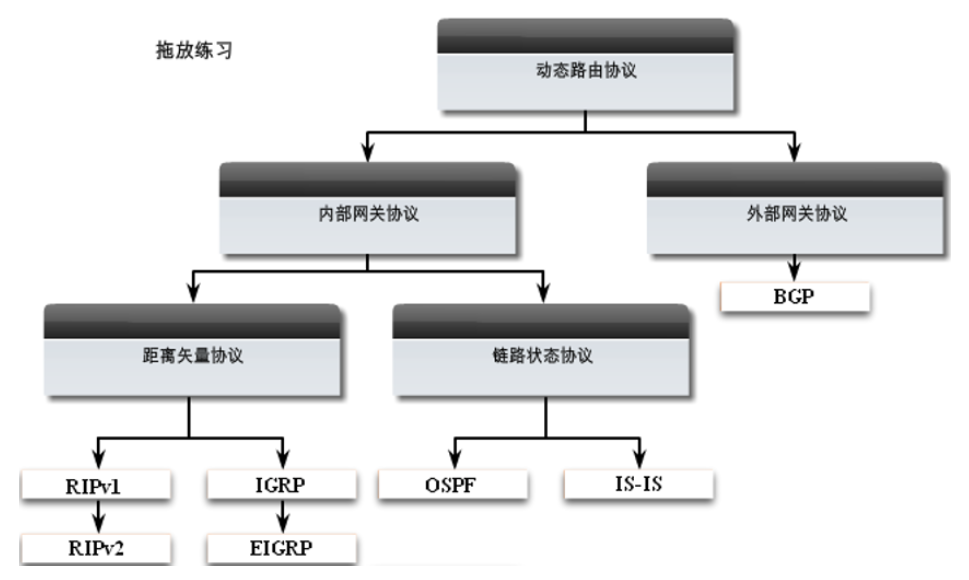 拖放练习
动态路由协议
内部网关协议
外部网关协议
BGP
距离矢量协议
链路状态协议
RIPv1
IGRP
OSPF
IS-IS
RIPv2
EIGRP